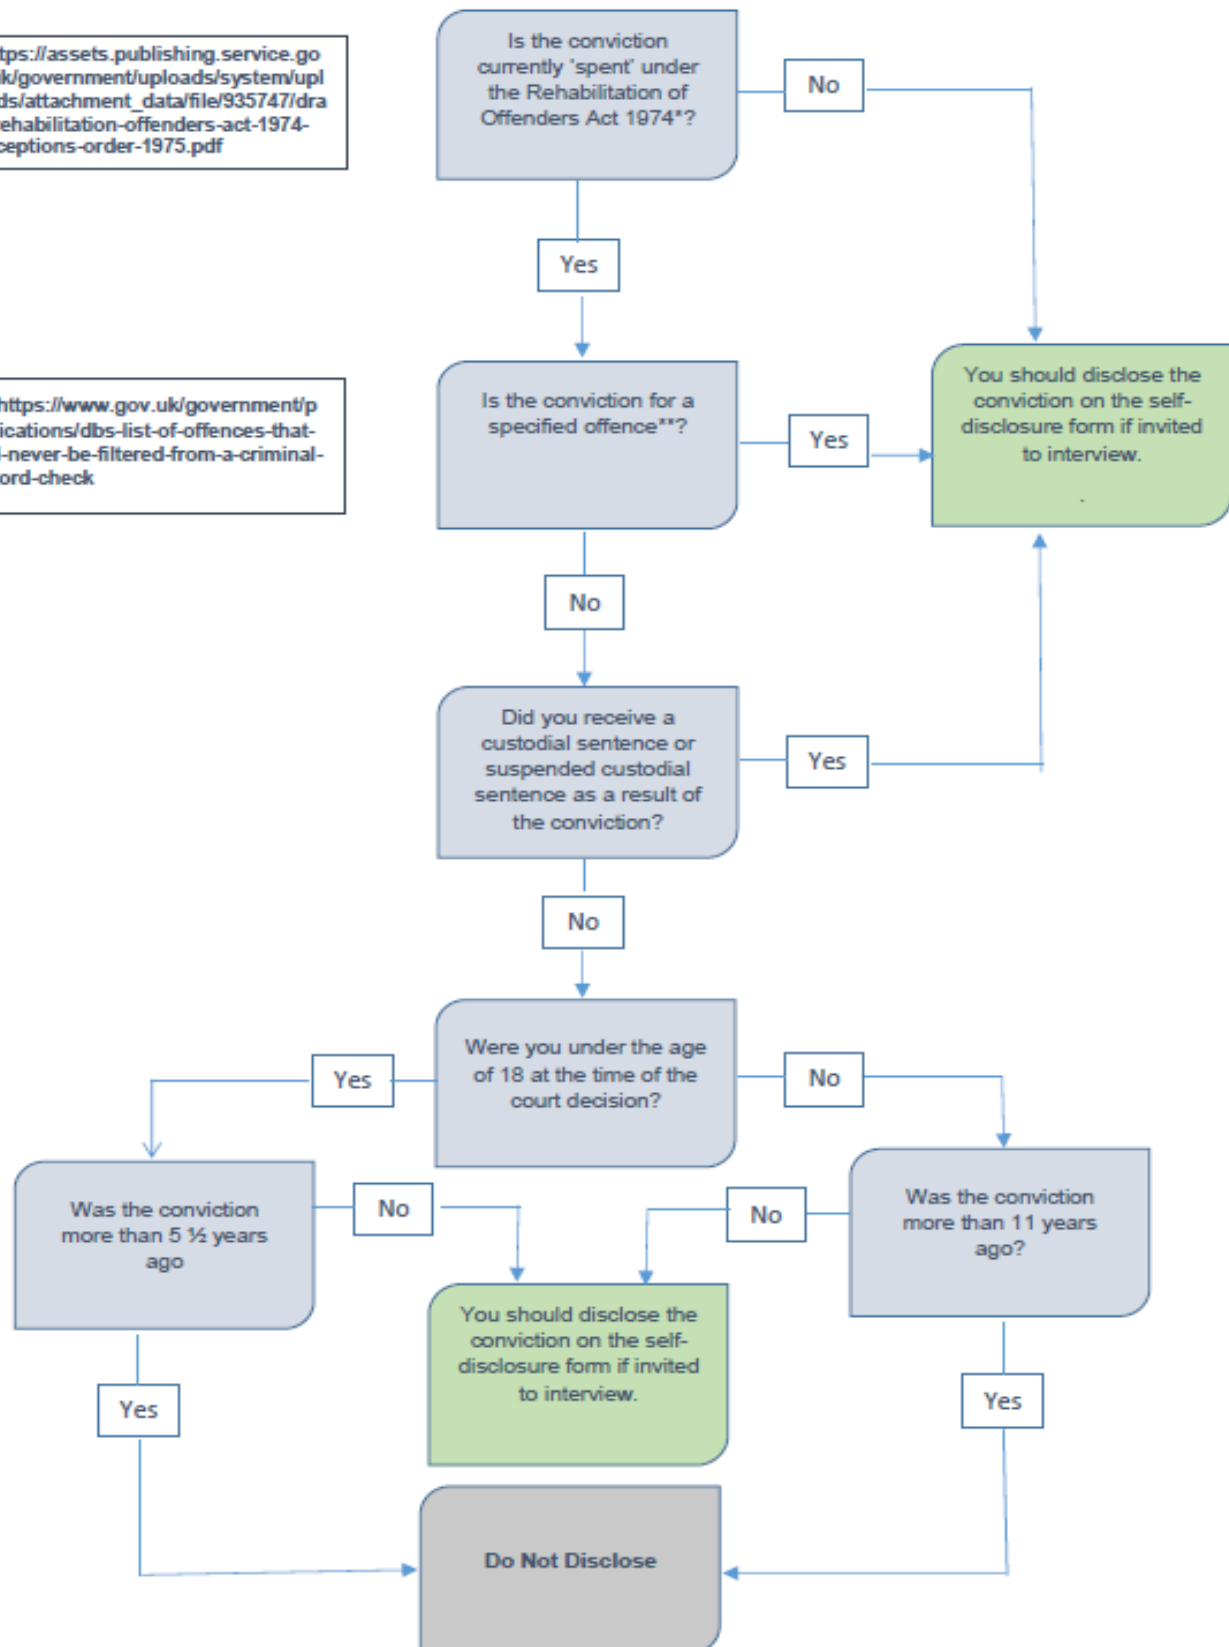 Is the conviction
currently 'spent' under
the Rehabilitation of
Offenders Act 1974*?
No
tps://assets.publishing.service.go
k/government/uploads/system/upl
ds/attachment_data/file/935747/dra
rehabilitation-offenders-act-1974-
ceptions-order-1975.pdf
Yes
Is the conviction for a
specified offence**?
Yes
You should disclose the
conviction on the self-
disclosure form if invited
to interview.
.
https://www.gov.uk/government/p
ications/dbs-list-of-offences-that-
l-never-be-filtered-from-a-criminal-
ord-check
No
Did you receive a
custodial sentence or
suspended custodial
sentence as a result of
the conviction?
Yes
No
Were you under the age
of 18 at the time of the
court decision?
Yes
No
Was the conviction
more than 5 ½ years
ago
No
No
Was the conviction
more than 11 years
ago?
You should disclose the
conviction on the self-
disclosure form if invited
to interview.
Yes
Yes
Do Not Disclose